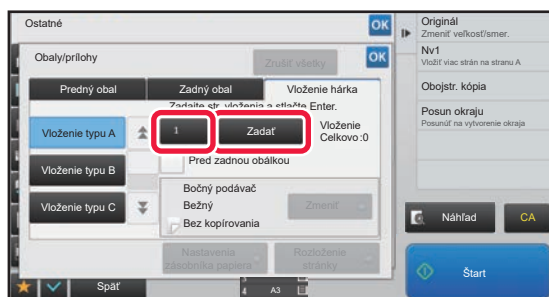 Ostatné
OK
Obaly/prílohy
Zrušiť všetky
OK
Predný obal
Zadný obal
Vloženie hárka
Zadajte str. vloženia a stlačte Enter.
Vloženie typu A
1
Zadať
Vloženie
Celkovo :0
Pred zadnou obálkou
Vloženie typu B
Vloženie typu C
Bočný podávač
Bežný
Bez kopírovania
Zmeniť
Nastavenia
zásobníka papiera
Rozloženie
stránky
Späť
4
A3
Originál
Zmeniť veľkosť/smer.
Nv1
Vložiť viac strán na stranu A
Obojstr. kópia
Posun okraju
Posunúť na vytvorenie okraja
Náhľad
CA
Štart